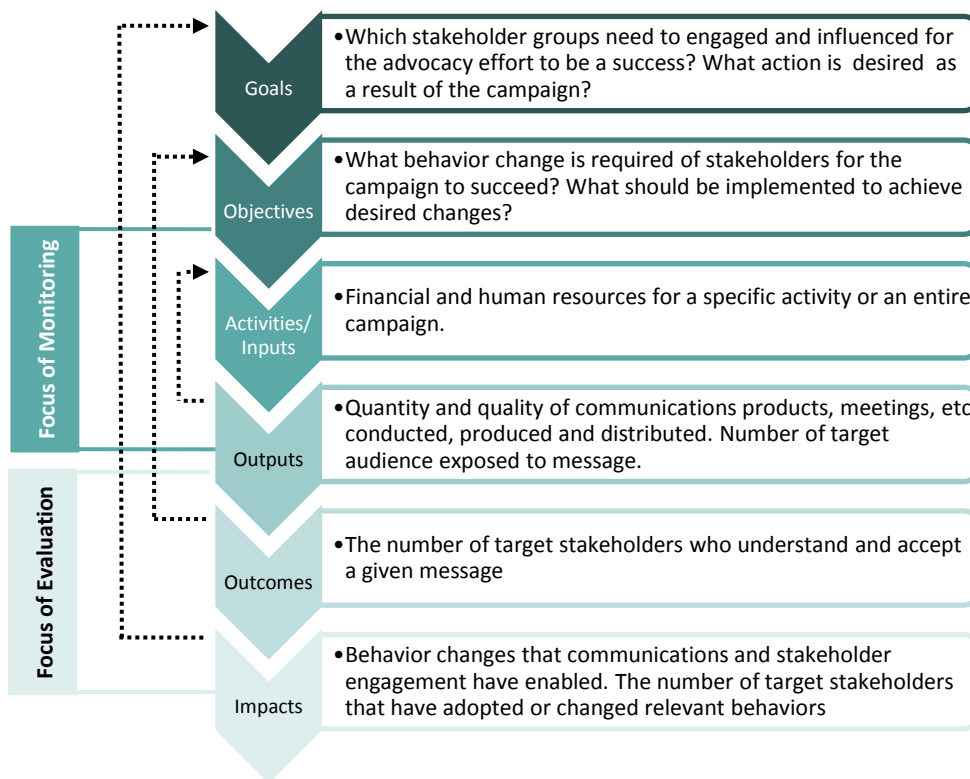 Goals
•Which stakeholder groups need to engaged and influenced for
the advocacy effort to be a success? What action is desired as
a result of the campaign?
Objectives
•What behavior change is required of stakeholders for the
campaign to succeed? What should be implemented to achieve
desired changes?
Focus of Monitoring
Activities/
Inputs
•Financial and human resources for a specific activity or an entire
campaign.
Outputs
•Quantity and quality of communications products, meetings, etc
conducted, produced and distributed. Number of target
audience exposed to message.
Focus of Evaluation
Outcomes
•The number of target stakeholders who understand and accept
a given message
Impacts
•Behavior changes that communications and stakeholder
engagement have enabled. The number of target stakeholders
that have adopted or changed relevant behaviors